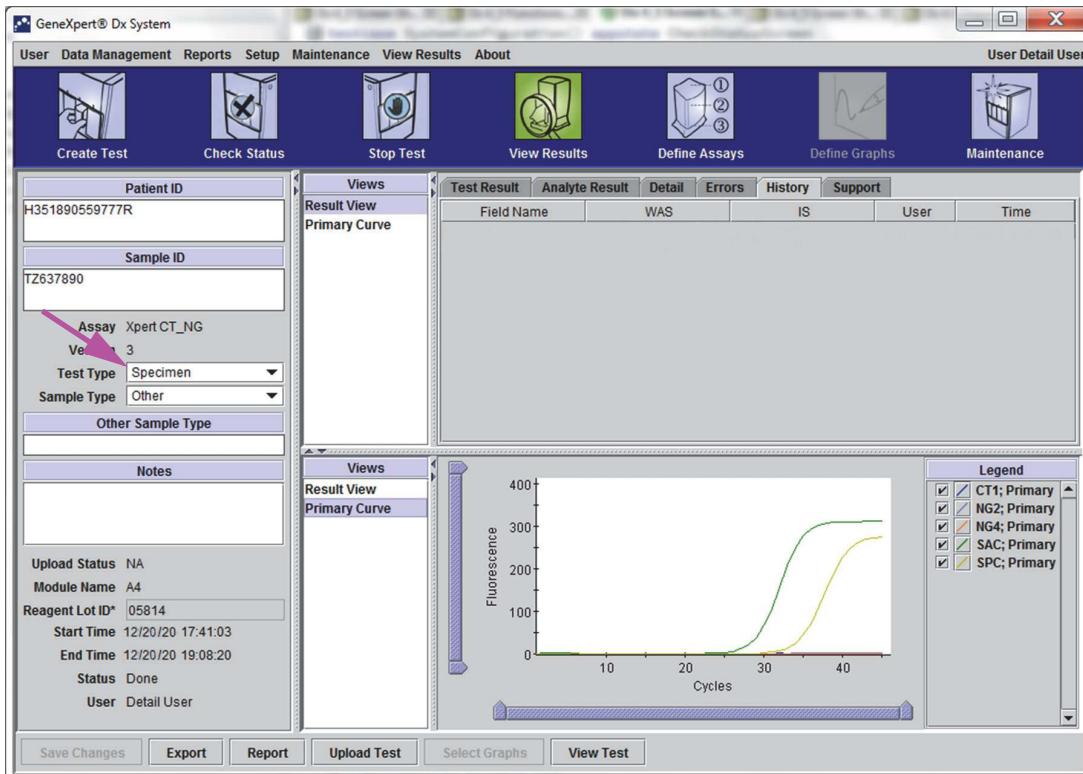 GeneXpert® Dx System
User Data Management Reports Setup Maintenance View Results About User Detail User
Create Test Check Status Stop Test View Results Define Assays Define Graphs Maintenance
Patient ID
H351890559777R
Sample ID
TZ637890
Assay Xpert CT_NG
3
Test Type Specimen
Sample Type Other
Other Sample Type
Notes
Upload Status NA
Module Name A4
Reagent Lot ID* 05814
Start Time 12/20/20 17:41:03
End Time 12/20/20 19:08:20
Status Done
User Detail User
Views
Result View
Primary Curve
Test Result Analyte Result Detail Errors History Support
Field Name WAS IS User Time
Views
Result View
Primary Curve
400
300
200
100
0
Fluorescence
10 20 30 40
Cycles
Legend
CT1; Primary
NG2; Primary
NG4; Primary
SAC; Primary
SPC; Primary
Save Changes Export Report Upload Test Select Graphs View Test